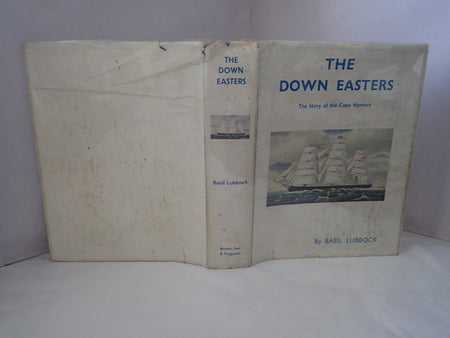 THE
DOWN
EASTERS
Basil Lubbock
Brown, Son
& Ferguson
THE
DOWN EASTERS
The Story of the Cape Horners
By BASIL LUBBOCK